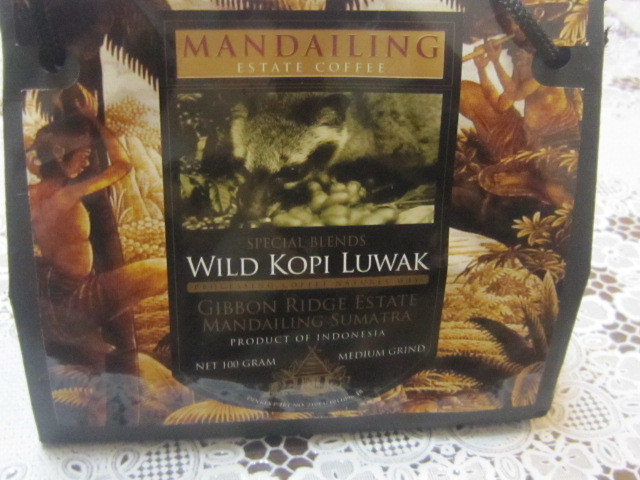 MANDAILING
ESTATE COFFEE
SPECIAL BLENDS
WILD KOPI LUWAK
GIBBON RIDGE ESTATE
MANDAILING SUMATRA
PRODUCT OF INDONESIA
NET 100 GRAM
MEDIUM GRIND